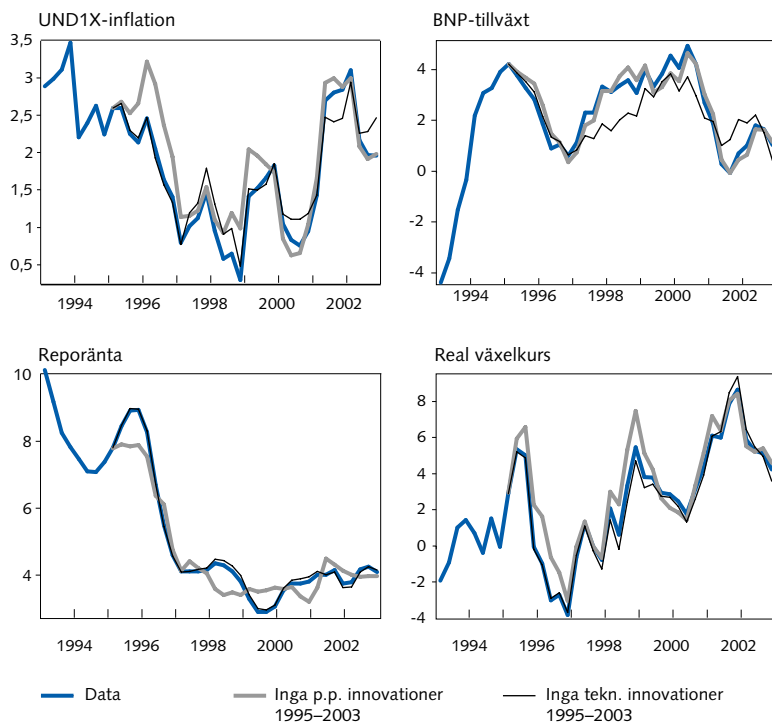 UND1X-inflation
3,5
3
2,5
2
1,5
1
0,5
1994 1996 1998 2000 2002
BNP-tillväxt
4
2
0
-2
-4
1994 1996 1998 2000 2002
Reporänta
10
8
6
4
1994 1996 1998 2000 2002
Real växelkurs
8
6
4
2
0
-2
-4
1994 1996 1998 2000 2002
Data
Inga p.p. innovationer
1995–2003
Inga tekn. innovationer
1995–2003